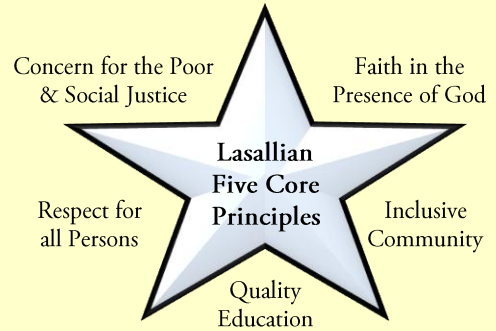 Concern for the Poor
& Social Justice
Faith in the
Presence of God
Lasallian
Five Core
Principles
Respect for
all Persons
Inclusive
Community
Quality
Education